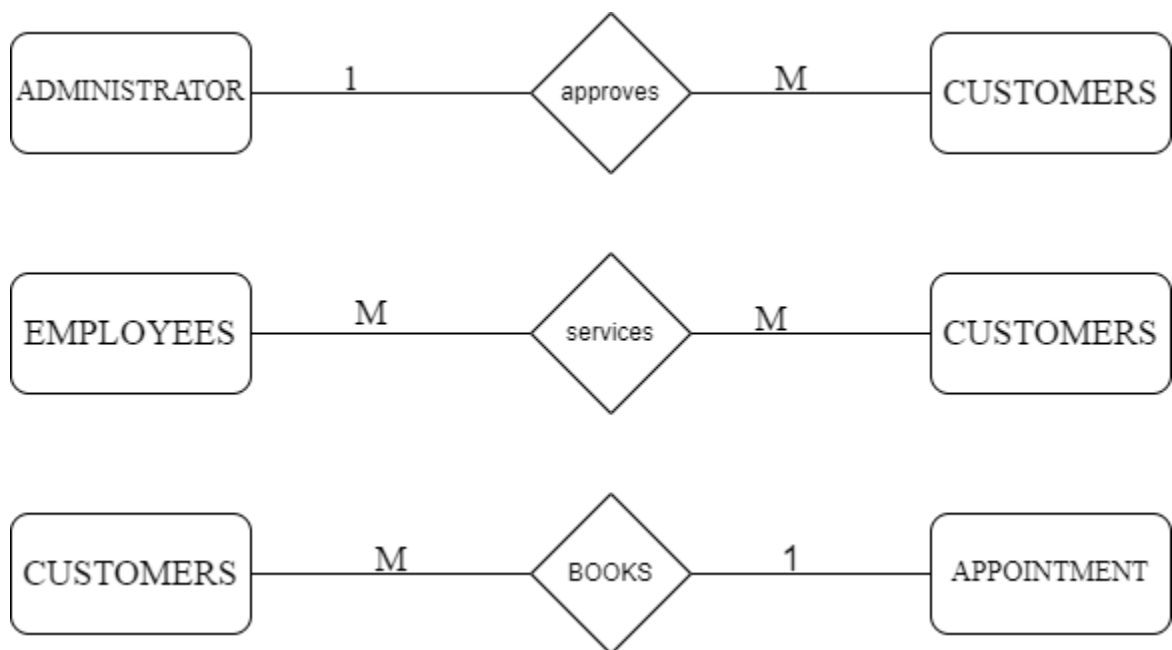 ADMINISTRATOR 1 approves M CUSTOMERS
EMPLOYEES M services M CUSTOMERS
CUSTOMERS M BOOKS 1 APPOINTMENT